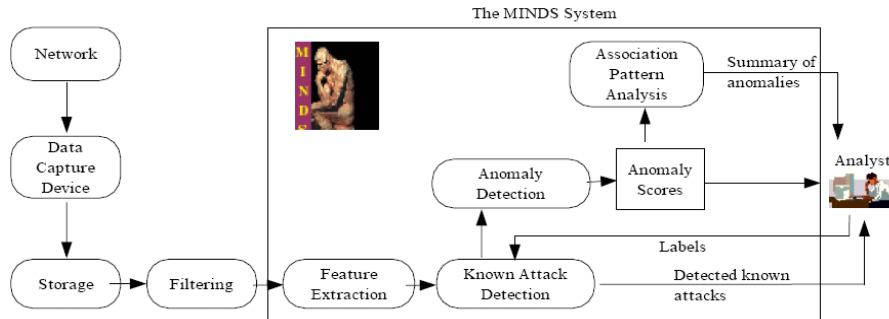 The MINDS System
Network
Data
Capture
Device
Storage
Filtering
M
I
N
D
S
Feature
Extraction
Known Attack
Detection
Anomaly
Detection
Anomaly
Scores
Association
Pattern
Analysis
Summary of
anomalies
Analyst
Labels
Detected known
attacks